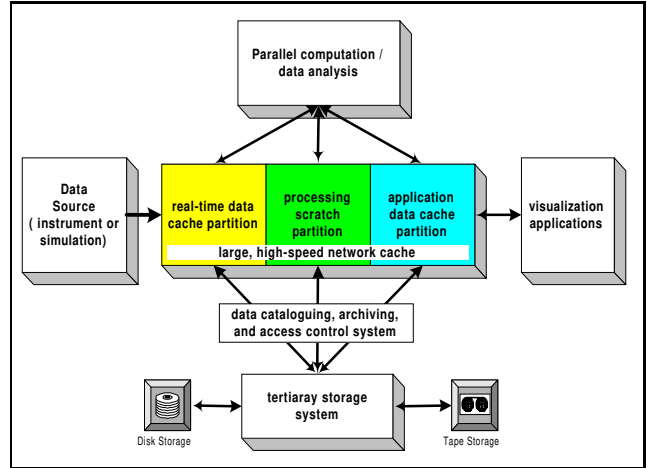 Parallel computation /
data analysis
Data
Source
( instrument or
simulation)
real-time data
cache partition
processing
scratch
partition
application
data cache
partition
large, high-speed network cache
visualization
applications
data cataloguing, archiving,
and access control system
tertiaray storage
system
Disk Storage
Tape Storage